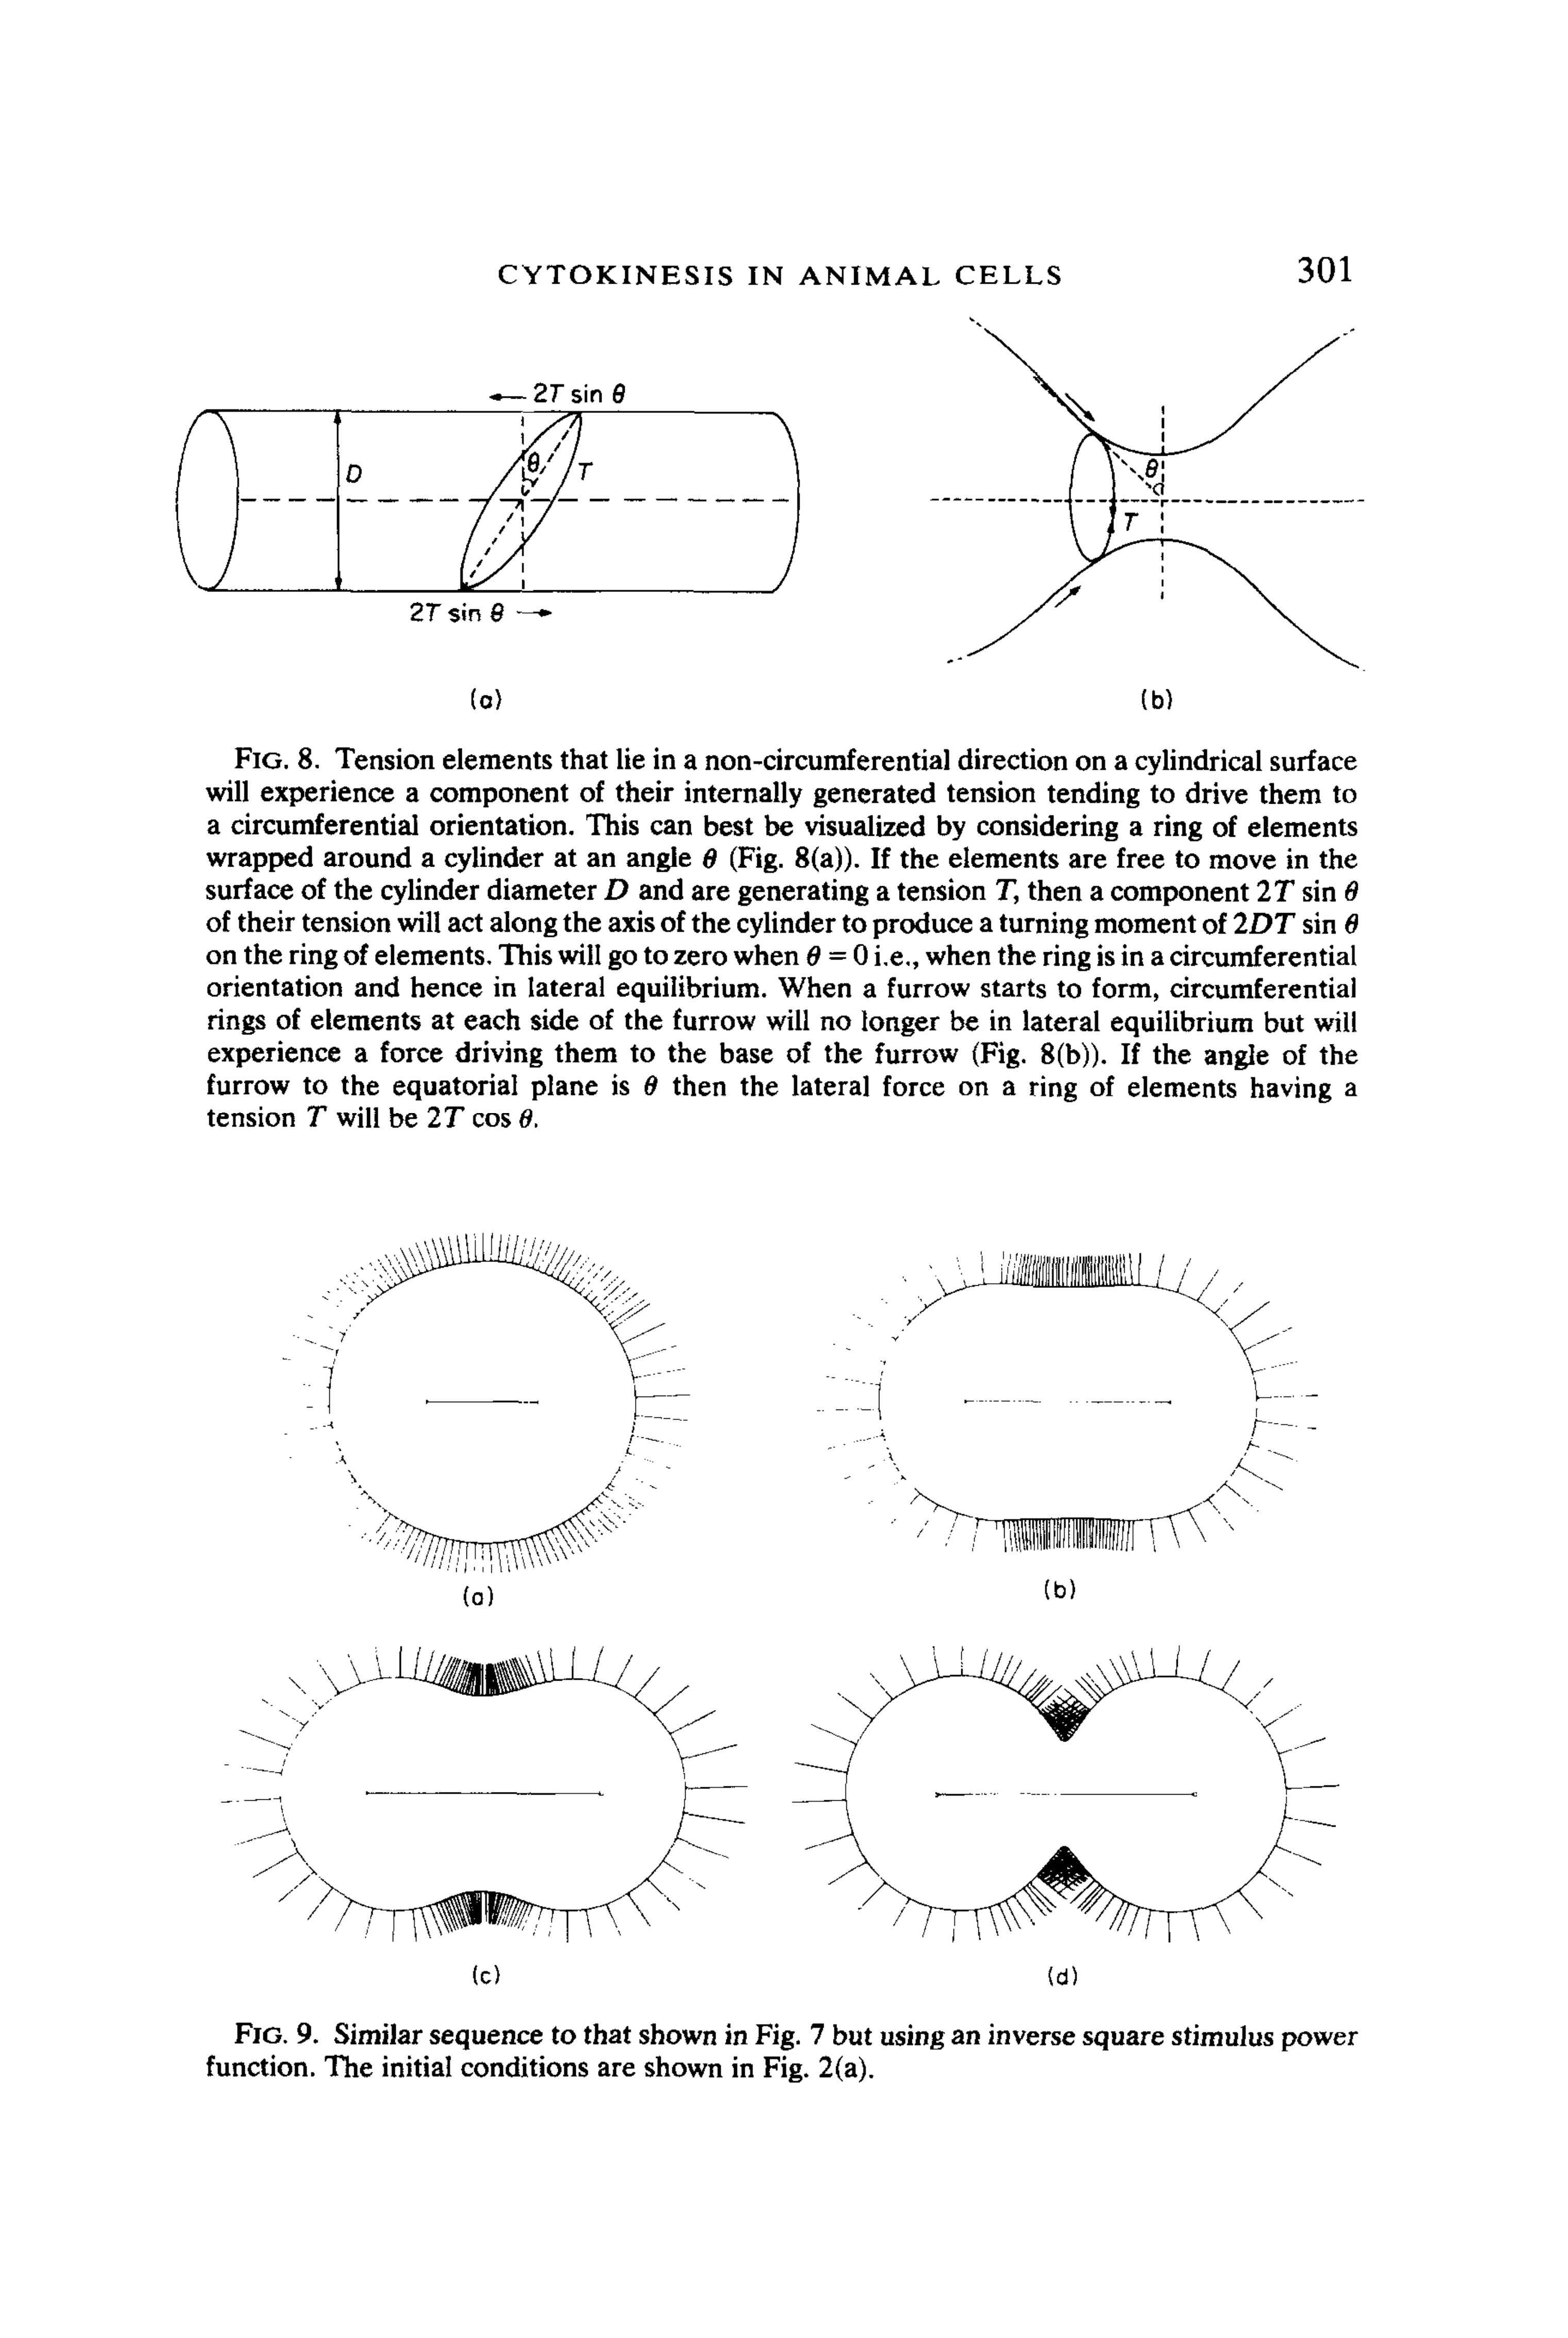 CYTOKINESIS IN ANIMAL CELLS 301
2T sin θ
D
θ
T
2T sin θ
θ
T
(a)
(b)
FIG. 8. Tension elements that lie in a non-circumferential direction on a cylindrical surface
will experience a component of their internally generated tension tending to drive them to
a circumferential orientation. This can best be visualized by considering a ring of elements
wrapped around a cylinder at an angle θ (Fig. 8(a)). If the elements are free to move in the
surface of the cylinder diameter D and are generating a tension T, then a component 2T sin θ
of their tension will act along the axis of the cylinder to produce a turning moment of 2DT sin θ
on the ring of elements. This will go to zero when θ = 0 i.e., when the ring is in a circumferential
orientation and hence in lateral equilibrium. When a furrow starts to form, circumferential
rings of elements at each side of the furrow will no longer be in lateral equilibrium but will
experience a force driving them to the base of the furrow (Fig. 8(b)). If the angle of the
furrow to the equatorial plane is θ then the lateral force on a ring of elements having a
tension T will be 2T cos θ.
(a)
(b)
(c)
(d)
FIG. 9. Similar sequence to that shown in Fig. 7 but using an inverse square stimulus power
function. The initial conditions are shown in Fig. 2(a).